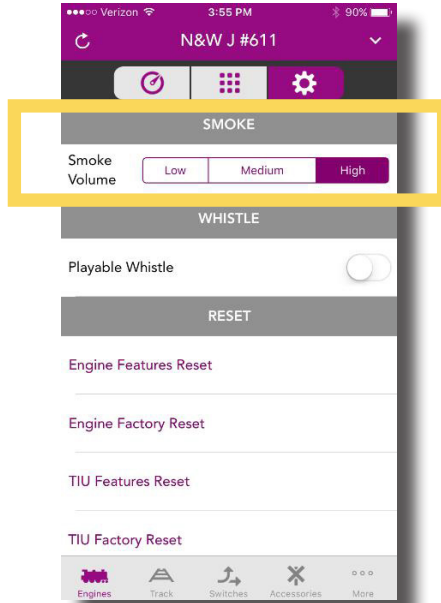 ●●●○○ Verizon 3:55 PM 90%
N&W J #611
SMOKE
Smoke
Volume
Low Medium High
WHISTLE
Playable Whistle
RESET
Engine Features Reset
Engine Factory Reset
TIU Features Reset
TIU Factory Reset
Engines Track Switches Accessories More